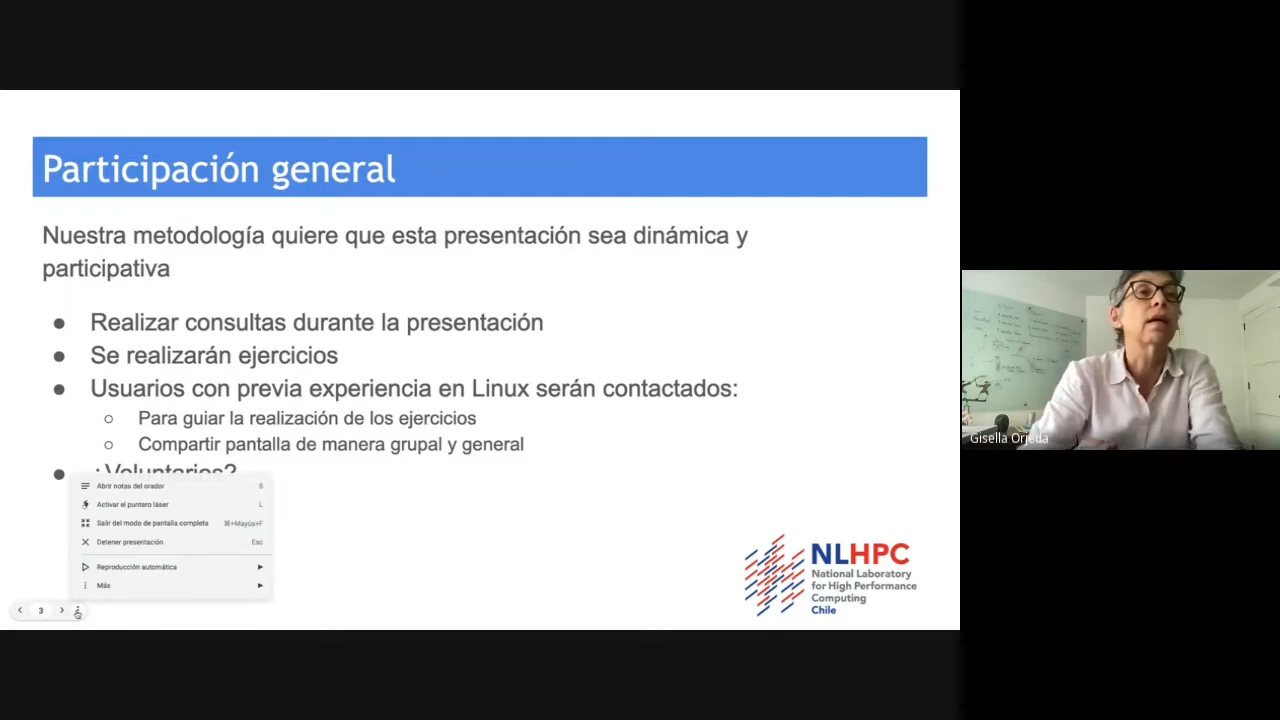 Participación general
Nuestra metodología quiere que esta presentación sea dinámica y
participativa
● Realizar consultas durante la presentación
● Se realizarán ejercicios
● Usuarios con previa experiencia en Linux serán contactados:
○ Para guiar la realización de los ejercicios
○ Compartir pantalla de manera grupal y general
● ¿Voluntarios?
Abrir notas del orador S
Activar el puntero láser L
Salir del modo de pantalla completa ⌘+Mayús+F
Detener presentación Esc
Reproducción automática
Más
3
NLHPC
National Laboratory
for High Performance
Computing
Chile
Gisella Orjeda